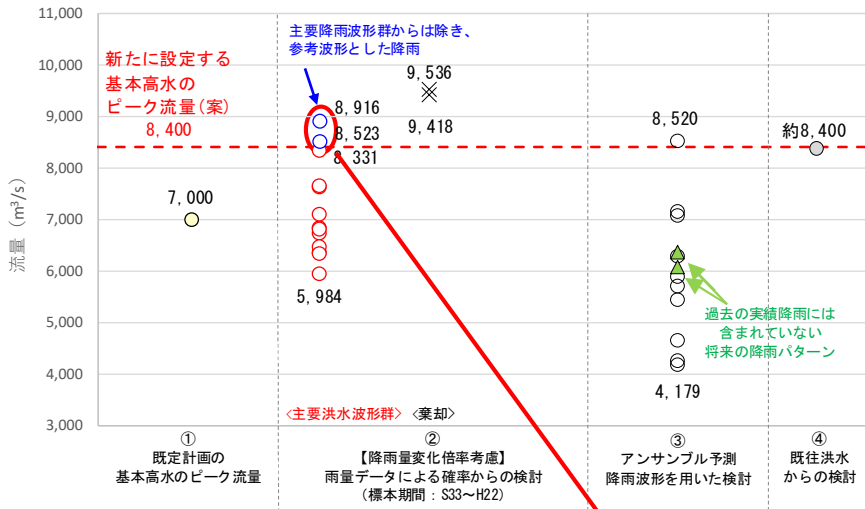 11,000
10,000
9,000
8,000
7,000
6,000
5,000
4,000
3,000
流量（m³/s）
新たに設定する
基本高水の
ピーク流量(案)
8,400
主要降雨波形群からは除き、
参考波形とした降雨
7,000
8,916
8,523
8,331
5,984
9,536
9,418
8,520
4,179
約8,400
過去の実績降雨には
含まれていない
将来の降雨パターン
<主要洪水波形群> <棄却>
①
既定計画の
基本高水のピーク流量
②
【降雨量変化倍率考慮】
雨量データによる確率からの検討
（標本期間：S33～H22）
③
アンサンブル予測
降雨波形を用いた検討
④
既往洪水
からの検討